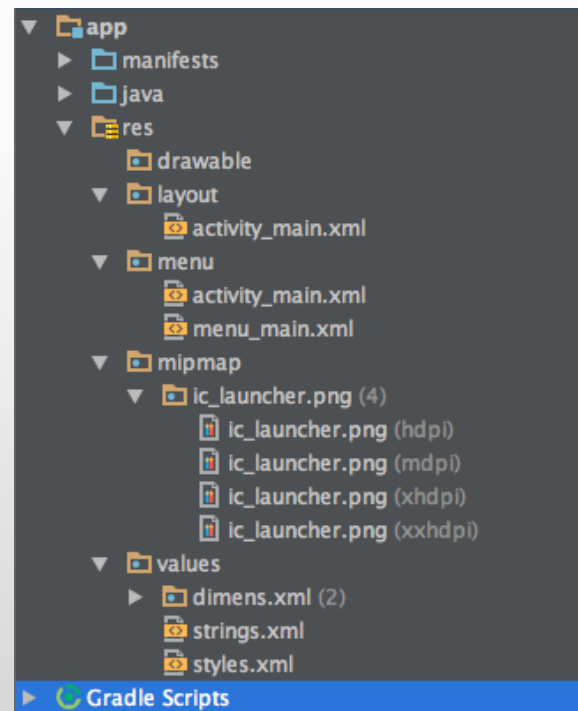 app
manifests
java
res
drawable
layout
activity_main.xml
menu
activity_main.xml
menu_main.xml
mipmap
ic_launcher.png (4)
ic_launcher.png (hdpi)
ic_launcher.png (mdpi)
ic_launcher.png (xhdpi)
ic_launcher.png (xxhdpi)
values
dimens.xml (2)
strings.xml
styles.xml
Gradle Scripts